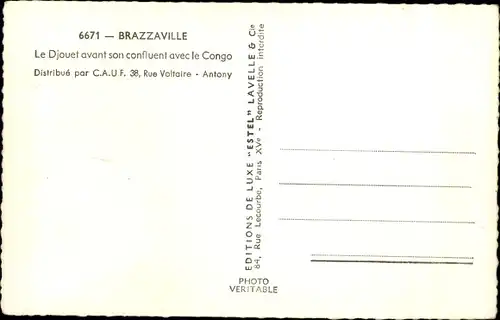 6671 — BRAZZAVILLE
Le Djouet avant son confluent avec le Congo
Distribué par C.A.U.F. 38, Rue Voltaire - Antony
EDITIONS DE LUXE "ESTEL" LAVELLE & Cie
84, Rue Lecourbe, Paris XVe - Reproduction interdite
PHOTO
VERITABLE